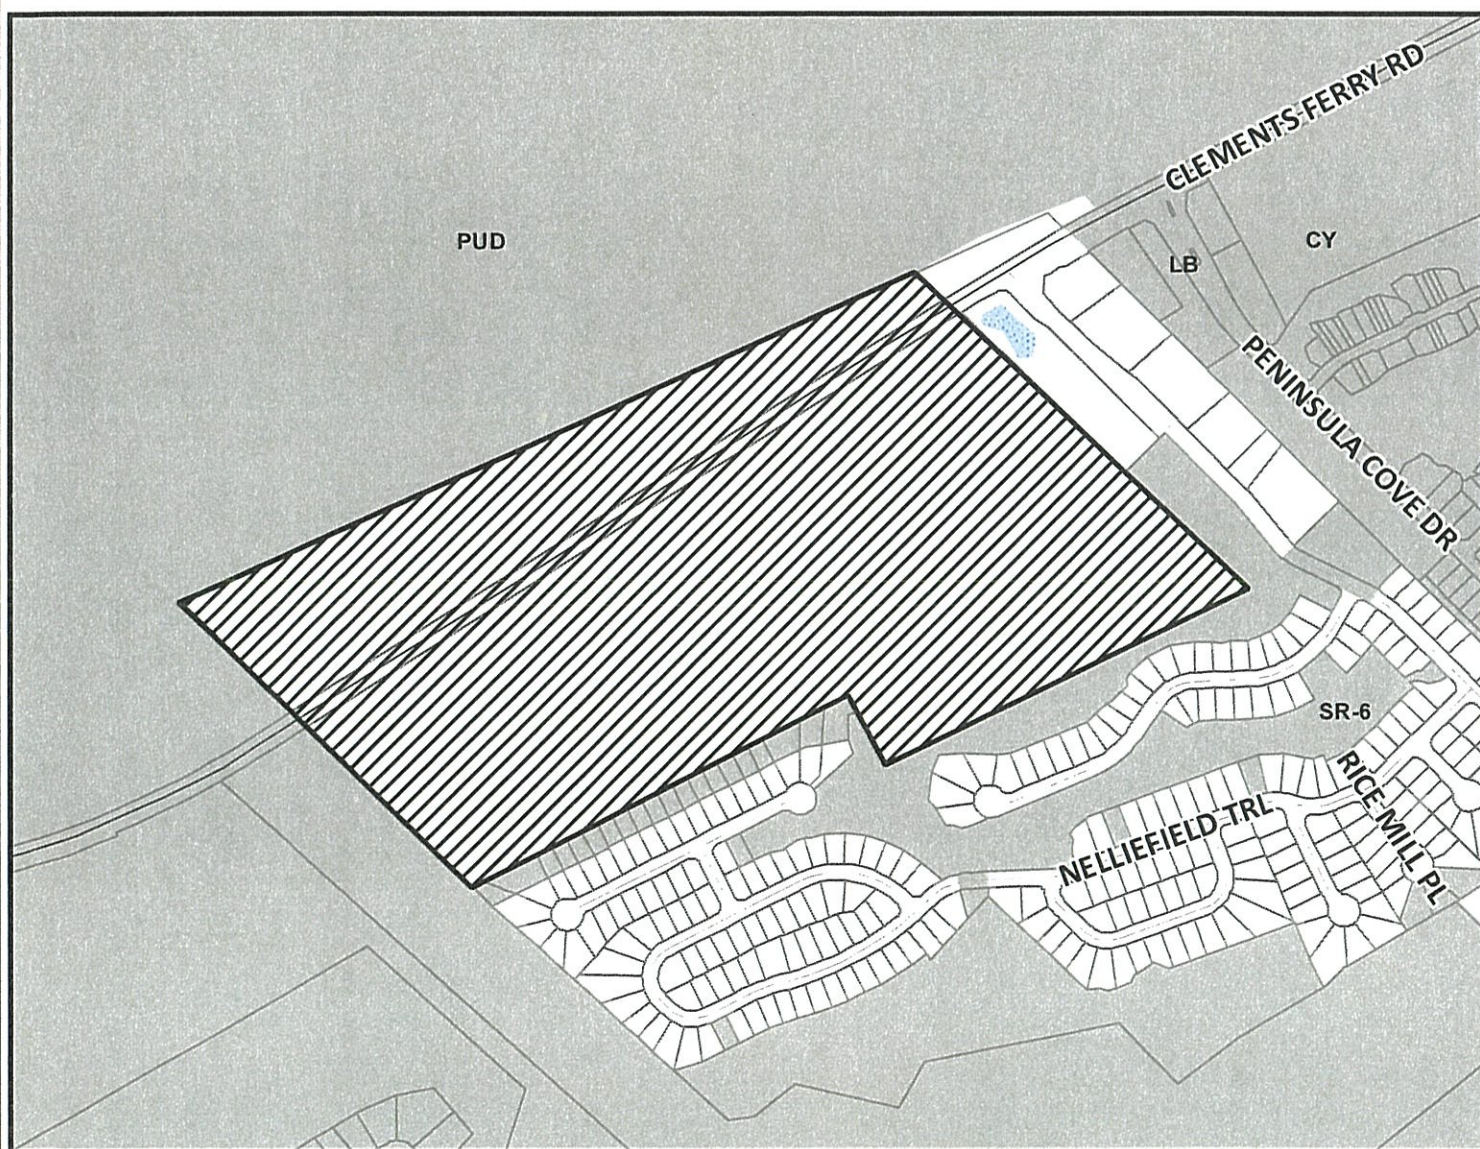 CLEMENTS FERRY RD
PUD
CY
LB
PENINSULA COVE DR
SR-6
RICE MILL PL
NELLIEFIELD TRL